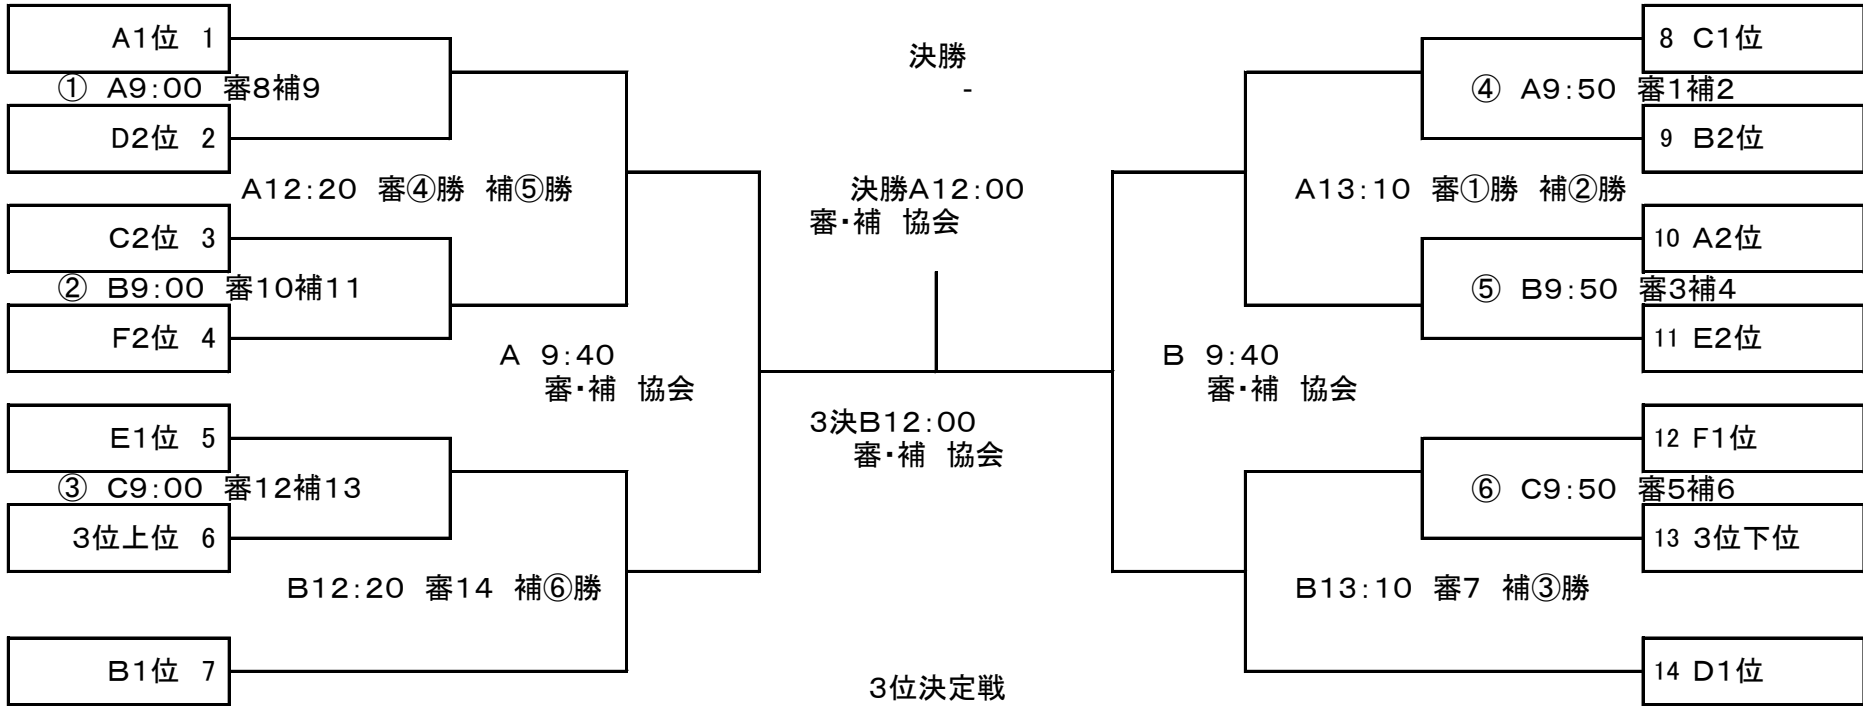 A1位 1
① A9:00 審8補9
D2位 2
A12:20 審④勝 補⑤勝
C2位 3
② B9:00 審10補11
F2位 4
A 9:40
審・補 協会
E1位 5
③ C9:00 審12補13
3位上位 6
B12:20 審14 補⑥勝
B1位 7
決勝
-
決勝A12:00
審・補 協会
3決B12:00
審・補 協会
3位決定戦
8 C1位
④ A9:50 審1補2
9 B2位
A13:10 審①勝 補②勝
10 A2位
⑤ B9:50 審3補4
11 E2位
B 9:40
審・補 協会
12 F1位
⑥ C9:50 審5補6
13 3位下位
B13:10 審7 補③勝
14 D1位